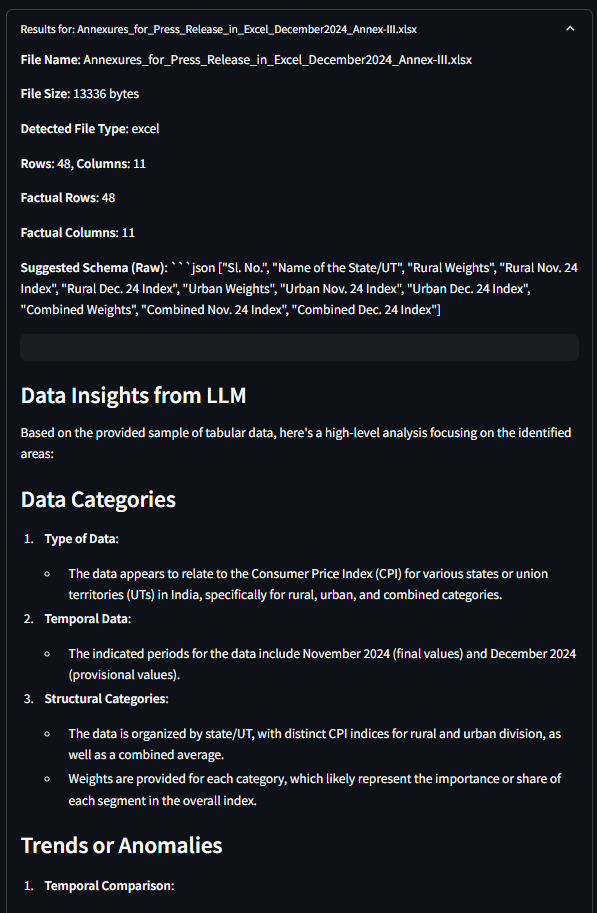 Results for: Annexures_for_Press_Release_in_Excel_December2024_Annex-III.xlsx
File Name: Annexures_for_Press_Release_in_Excel_December2024_Annex-III.xlsx
File Size: 13336 bytes
Detected File Type: excel
Rows: 48, Columns: 11
Factual Rows: 48
Factual Columns: 11
Suggested Schema (Raw): ```json ["Sl. No.", "Name of the State/UT", "Rural Weights", "Rural Nov. 24
Index", "Rural Dec. 24 Index", "Urban Weights", "Urban Nov. 24 Index", "Urban Dec. 24 Index",
"Combined Weights", "Combined Nov. 24 Index", "Combined Dec. 24 Index"]
Data Insights from LLM
Based on the provided sample of tabular data, here's a high-level analysis focusing on the identified
areas:
Data Categories
1. Type of Data:
○ The data appears to relate to the Consumer Price Index (CPI) for various states or union
territories (UTs) in India, specifically for rural, urban, and combined categories.
2. Temporal Data:
○ The indicated periods for the data include November 2024 (final values) and December 2024
(provisional values).
3. Structural Categories:
○ The data is organized by state/UT, with distinct CPI indices for rural and urban division, as
well as a combined average.
○ Weights are provided for each category, which likely represent the importance or share of
each segment in the overall index.
Trends or Anomalies
1. Temporal Comparison: